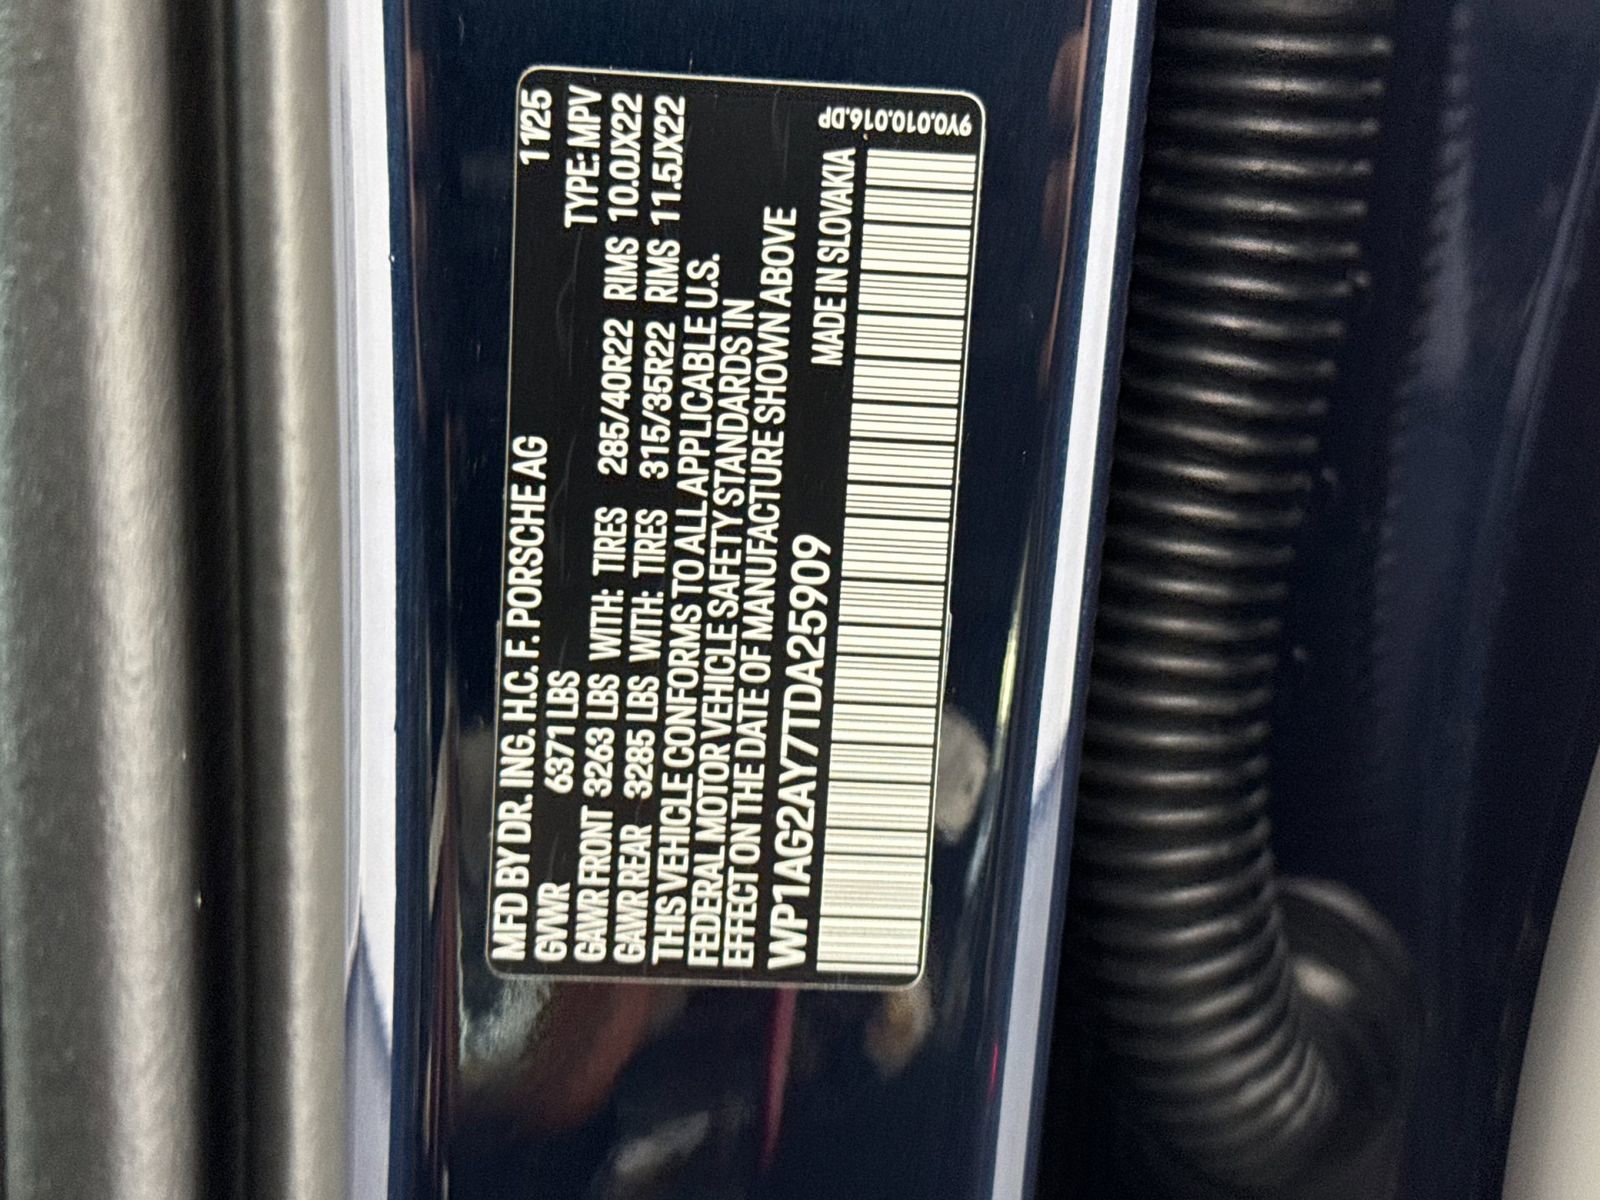 MFD BY DR. ING. H.C. F. PORSCHE AG 11/25
GVWR 6371 LBS TYPE: MPV
GAWR FRONT 3263 LBS WITH: TIRES 285/40R22 RIMS 10.0JX22
GAWR REAR 3285 LBS WITH: TIRES 315/35R22 RIMS 11.5JX22
THIS VEHICLE CONFORMS TO ALL APPLICABLE U.S.
FEDERAL MOTOR VEHICLE SAFETY STANDARDS IN
EFFECT ON THE DATE OF MANUFACTURE SHOWN ABOVE
WP1AG2AY7TDA25909 MADE IN SLOVAKIA
9Y0.010.016.DP